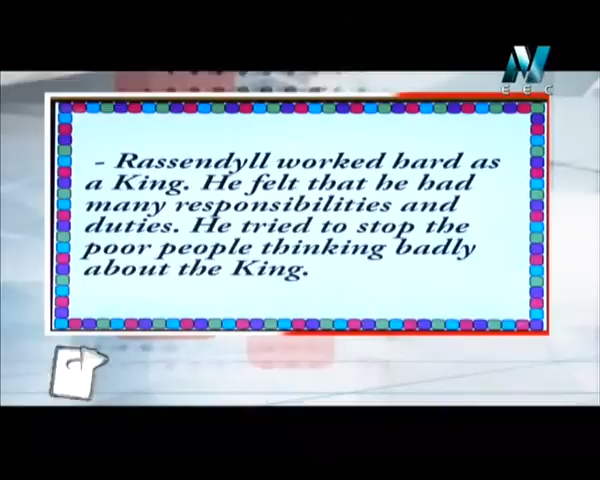 EEC
- Rassendyll worked hard as
a King. He felt that he had
many responsibilities and
duties. He tried to stop the
poor people thinking badly
about the King.